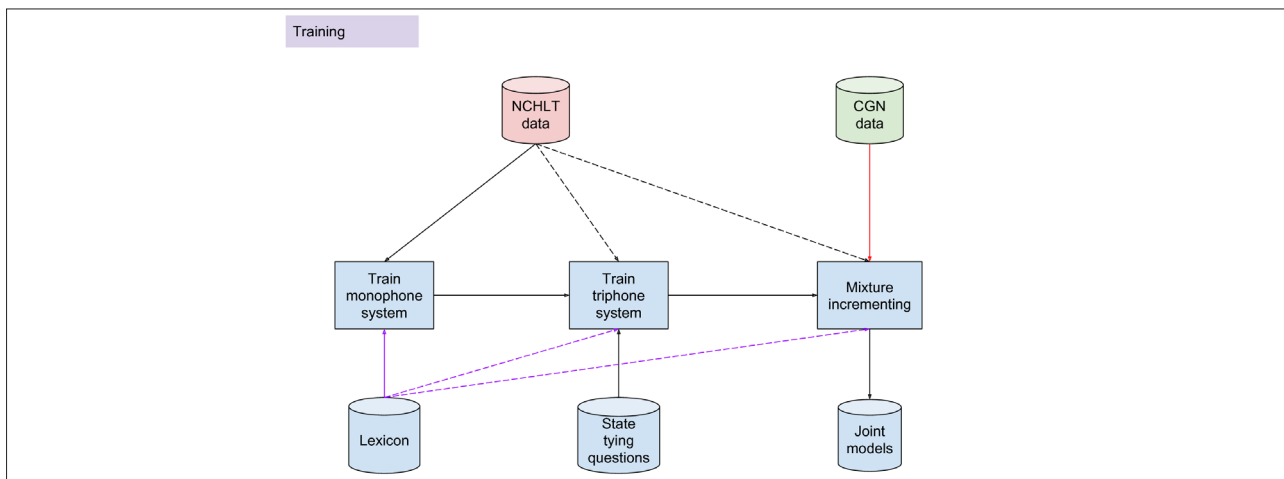 Training
NCHLT
data
CGN
data
Train
monophone
system
Train
triphone
system
Mixture
incrementing
Lexicon
State
tying
questions
Joint
models